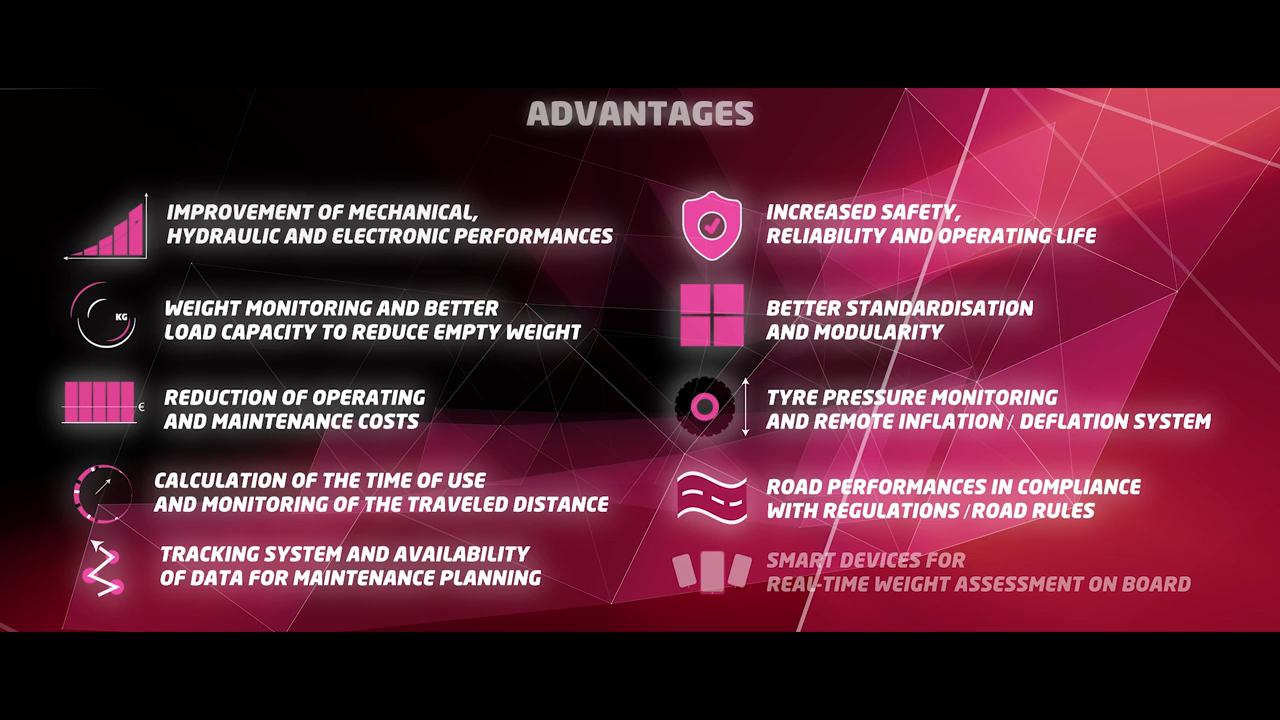 ADVANTAGES
IMPROVEMENT OF MECHANICAL,
HYDRAULIC AND ELECTRONIC PERFORMANCES
KG
WEIGHT MONITORING AND BETTER
LOAD CAPACITY TO REDUCE EMPTY WEIGHT
€
REDUCTION OF OPERATING
AND MAINTENANCE COSTS
CALCULATION OF THE TIME OF USE
AND MONITORING OF THE TRAVELED DISTANCE
TRACKING SYSTEM AND AVAILABILITY
OF DATA FOR MAINTENANCE PLANNING
INCREASED SAFETY,
RELIABILITY AND OPERATING LIFE
BETTER STANDARDISATION
AND MODULARITY
TYRE PRESSURE MONITORING
AND REMOTE INFLATION / DEFLATION SYSTEM
ROAD PERFORMANCES IN COMPLIANCE
WITH REGULATIONS /ROAD RULES
SMART DEVICES FOR
REAL-TIME WEIGHT ASSESSMENT ON BOARD